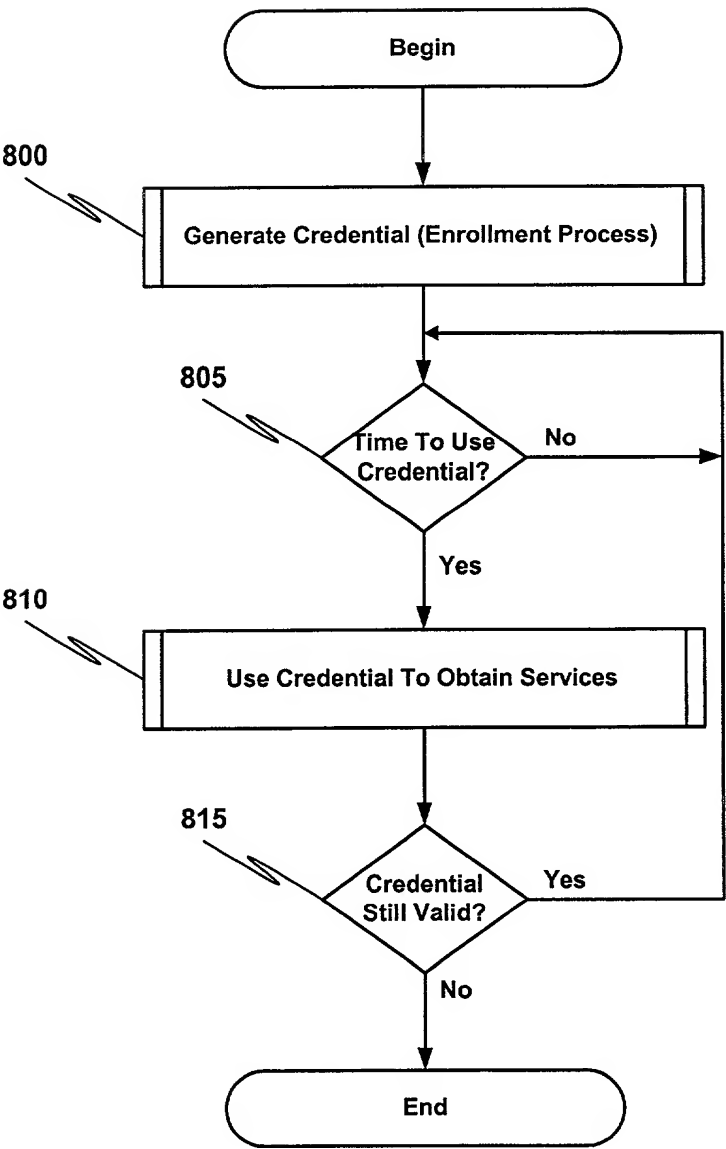 Begin
800
Generate Credential (Enrollment Process)
805
Time To Use
Credential?
No
Yes
810
Use Credential To Obtain Services
815
Credential
Still Valid?
Yes
No
End